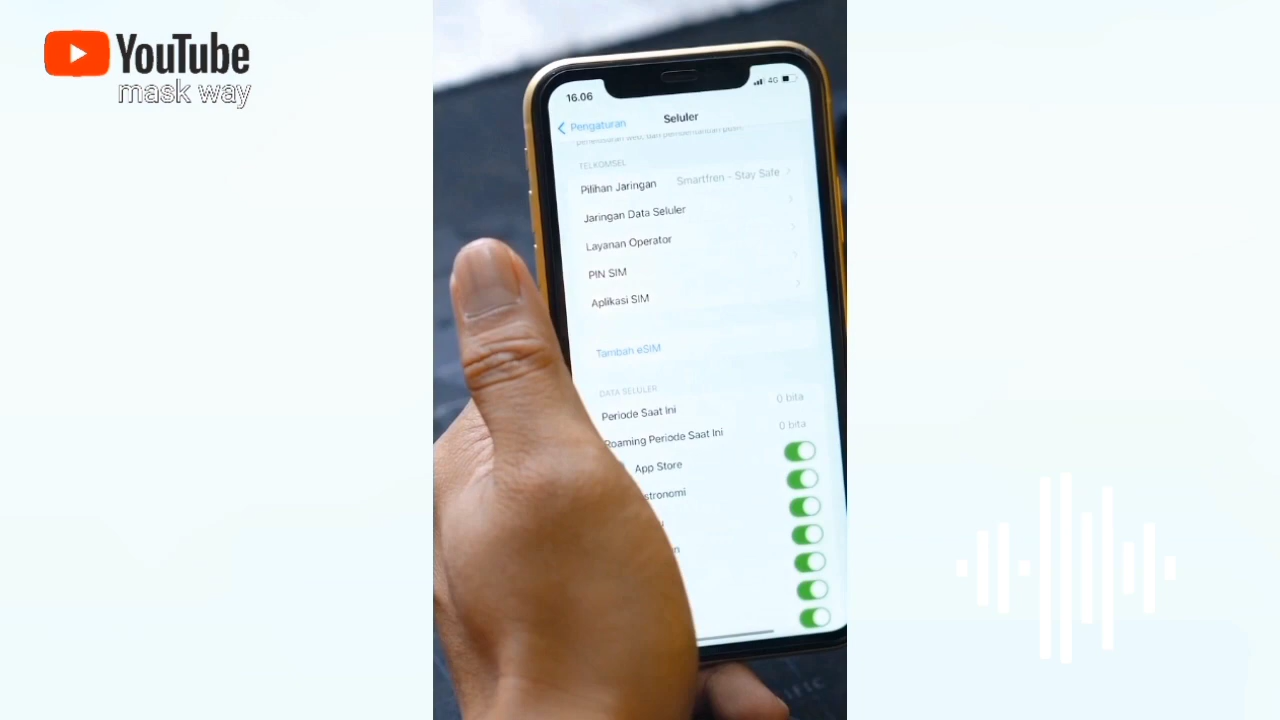 YouTube
mask way
16.06
4G
Pengaturan
Seluler
TELKOMSEL
Pilihan Jaringan
Smartfren - Stay Safe
Jaringan Data Seluler
Layanan Operator
PIN SIM
Aplikasi SIM
Tambah eSIM
DATA SELULER
Periode Saat Ini
0 bita
Roaming Periode Saat Ini
0 bita
App Store
stronomi